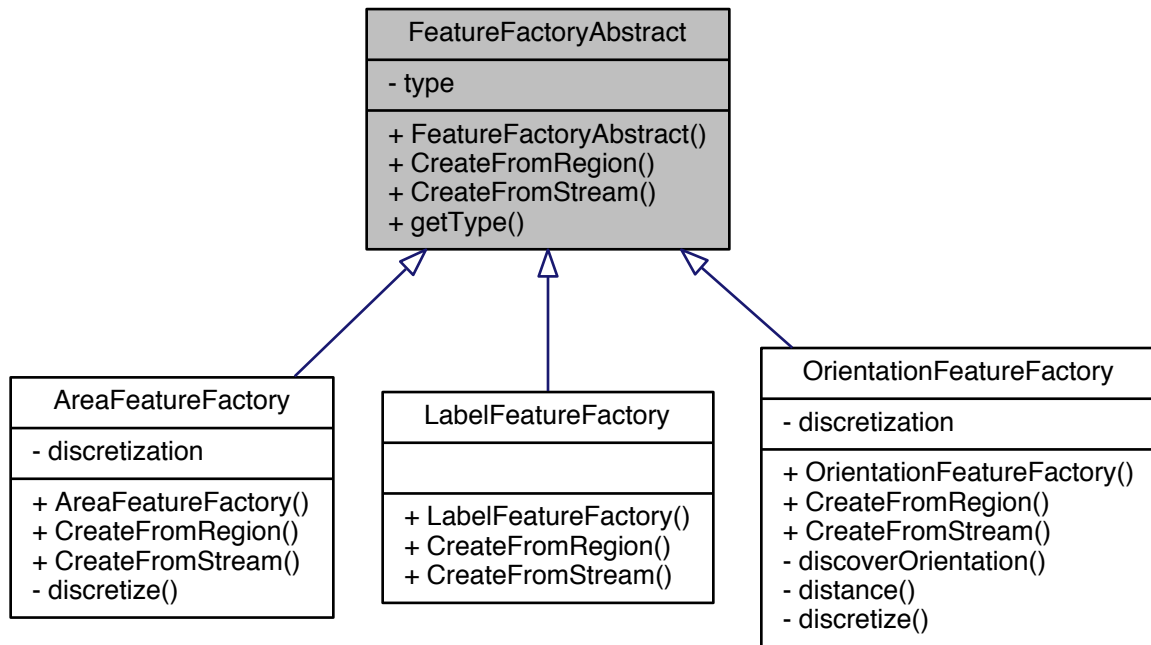 FeatureFactoryAbstract
- type
+ FeatureFactoryAbstract()
+ CreateFromRegion()
+ CreateFromStream()
+ getType()
AreaFeatureFactory
- discretization
+ AreaFeatureFactory()
+ CreateFromRegion()
+ CreateFromStream()
- discretize()
LabelFeatureFactory
+ LabelFeatureFactory()
+ CreateFromRegion()
+ CreateFromStream()
OrientationFeatureFactory
- discretization
+ OrientationFeatureFactory()
+ CreateFromRegion()
+ CreateFromStream()
- discoverOrientation()
- distance()
- discretize()